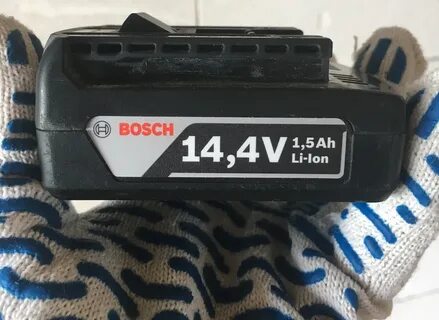 BOSCH
14,4V
1,5Ah
Li-Ion